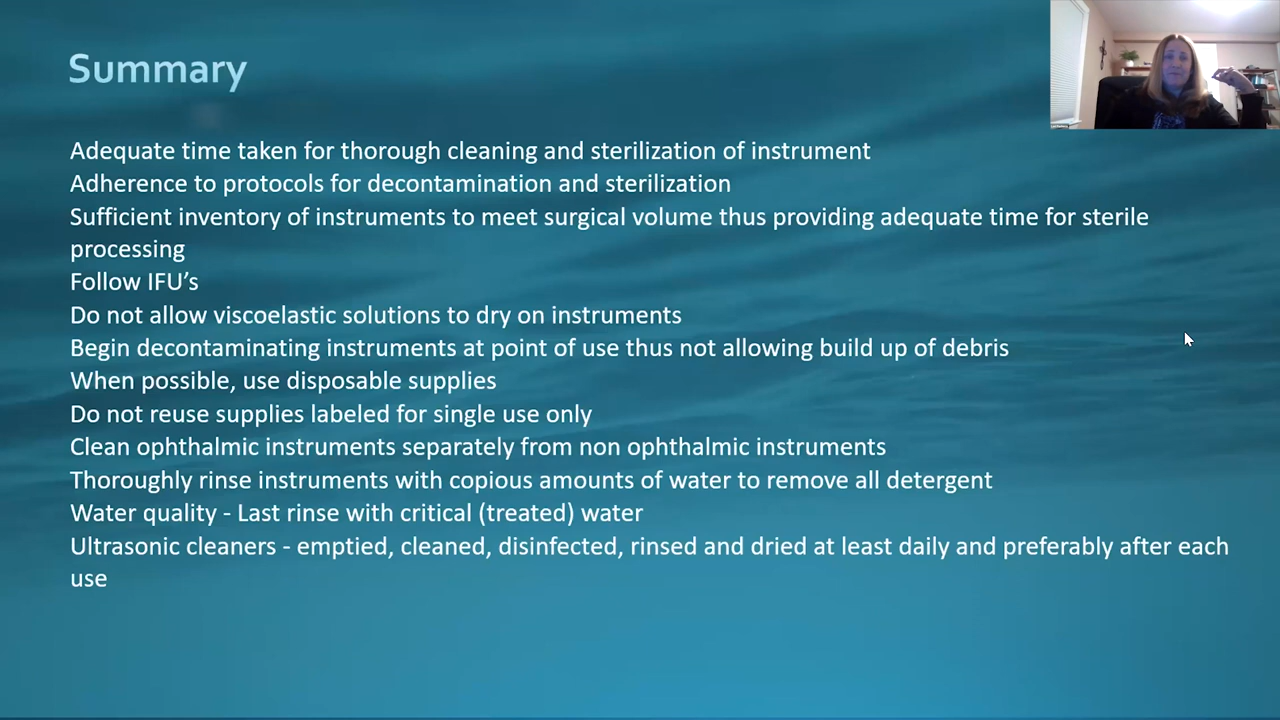 Summary
Adequate time taken for thorough cleaning and sterilization of instrument
Adherence to protocols for decontamination and sterilization
Sufficient inventory of instruments to meet surgical volume thus providing adequate time for sterile
processing
Follow IFU’s
Do not allow viscoelastic solutions to dry on instruments
Begin decontaminating instruments at point of use thus not allowing build up of debris
When possible, use disposable supplies
Do not reuse supplies labeled for single use only
Clean ophthalmic instruments separately from non ophthalmic instruments
Thoroughly rinse instruments with copious amounts of water to remove all detergent
Water quality - Last rinse with critical (treated) water
Ultrasonic cleaners - emptied, cleaned, disinfected, rinsed and dried at least daily and preferably after each
use